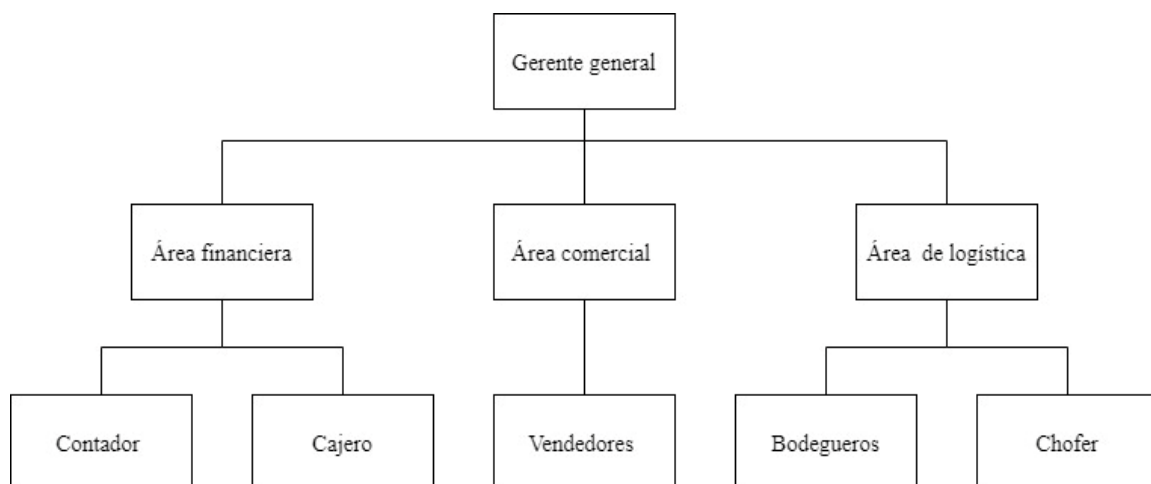 Gerente general
Área financiera
Área comercial
Área de logística
Contador
Cajero
Vendedores
Bodegueros
Chofer